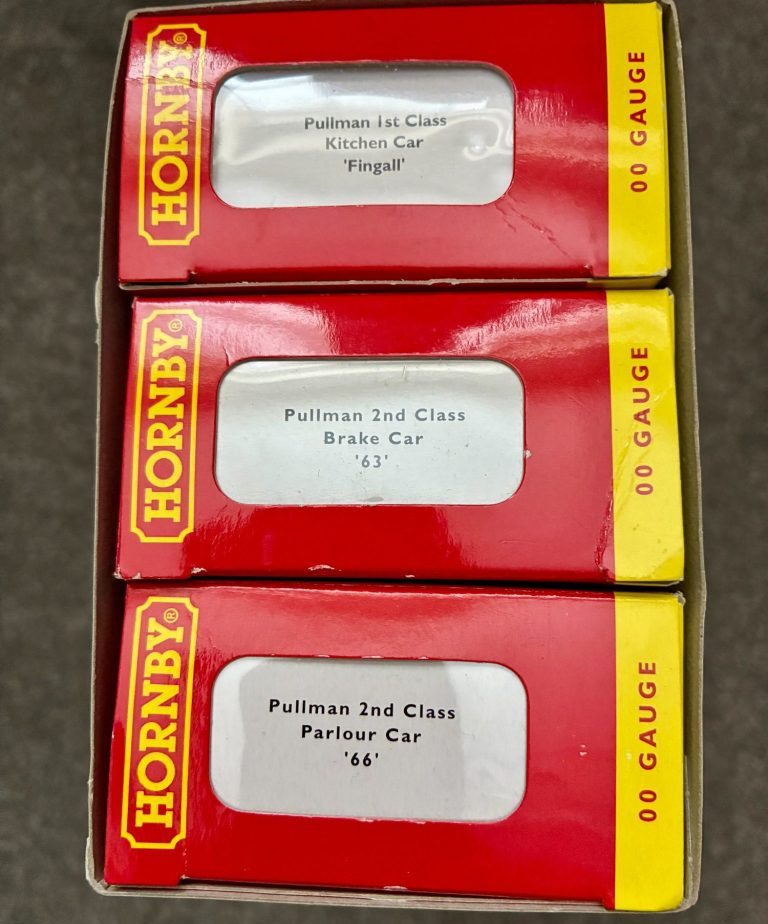 HORNBY®
Pullman 1st Class
Kitchen Car
'Fingall'
00 GAUGE
HORNBY®
Pullman 2nd Class
Brake Car
'63'
00 GAUGE
HORNBY®
Pullman 2nd Class
Parlour Car
'66'
00 GAUGE